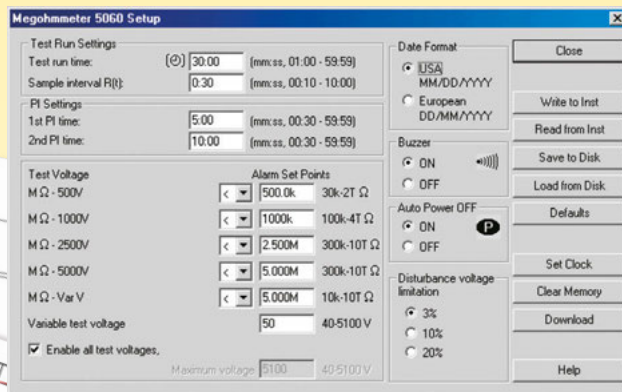 Megohmmeter 5060 Setup
Test Run Settings
Test run time: 30:00 (mm:ss, 01:00 - 59:59)
Sample interval R(t): 0:30 (mm:ss, 00:10 - 10:00)
PI Settings
1st PI time: 5:00 (mm:ss, 00:30 - 59:59)
2nd PI time: 10:00 (mm:ss, 00:30 - 59:59)
Test Voltage Alarm Set Points
M Ω - 500V < 500.0k 30k-2T Ω
M Ω - 1000V < 1000k 100k-4T Ω
M Ω - 2500V < 2.500M 300k-10T Ω
M Ω - 5000V < 5.000M 300k-10T Ω
M Ω - Var V < 5.000M 10k-10T Ω
Variable test voltage 50 40-5100 V
Enable all test voltages,
Maximum voltage 5100 40-5100 V
Date Format
USA
MM/DD/YYYY
European
DD/MM/YYYY
Buzzer
ON
OFF
Auto Power OFF
ON P
OFF
Disturbance voltage
limitation
3%
10%
20%
Close
Write to Inst
Read from Inst
Save to Disk
Load from Disk
Defaults
Set Clock
Clear Memory
Download
Help